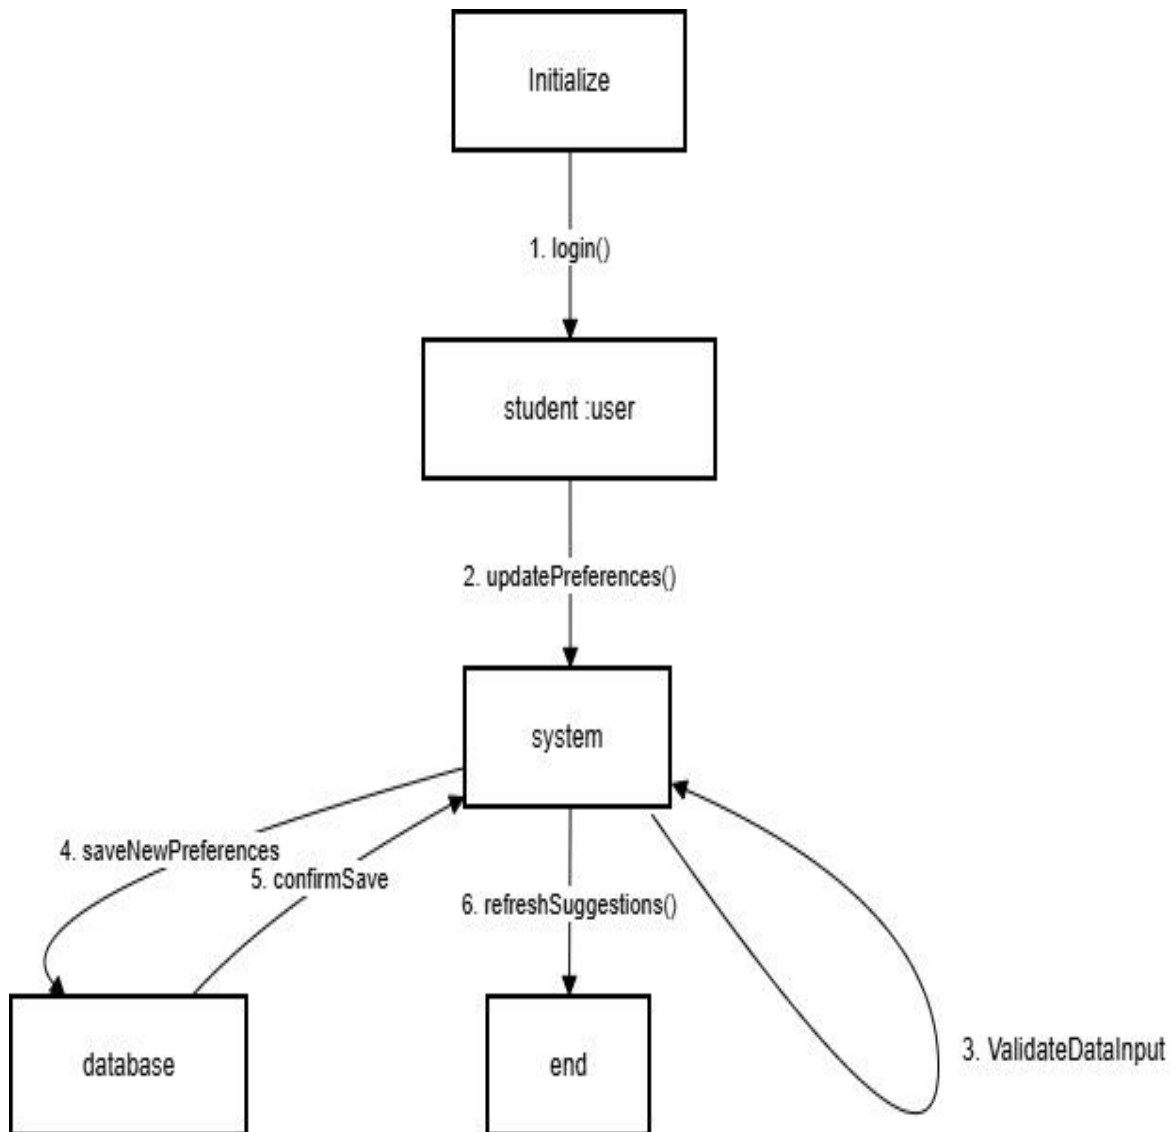 Initialize
1. login()
student :user
2. updatePreferences()
system
4. saveNewPreferences
5. confirmSave
6. refreshSuggestions()
3. ValidateDataInput
database
end